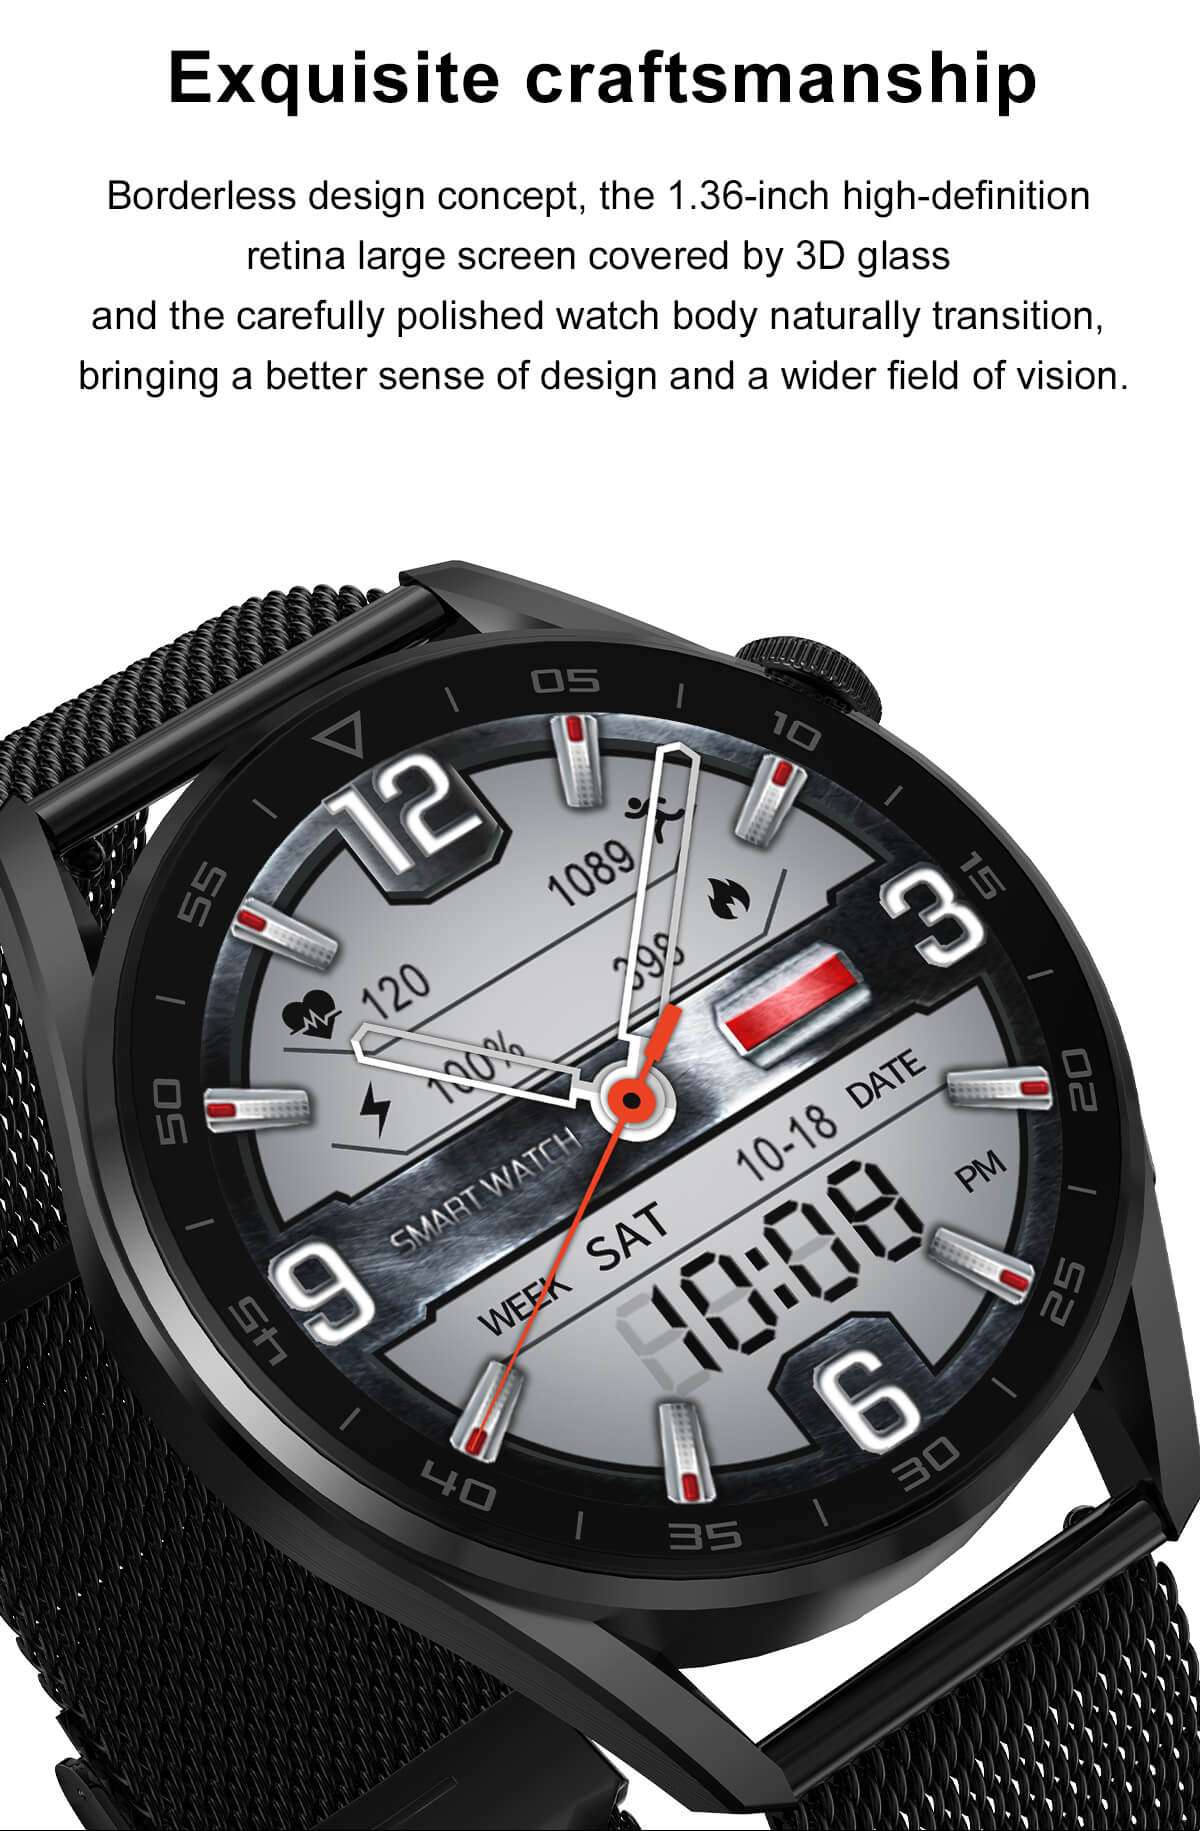 Exquisite craftsmanship
Borderless design concept, the 1.36-inch high-definition
retina large screen covered by 3D glass
and the carefully polished watch body naturally transition,
bringing a better sense of design and a wider field of vision.
05
10
15
20
25
30
35
40
45
50
55
12
3
6
9
1089
398
120
100%
SMART WATCH
10-18 DATE
WEEK SAT
10:08 PM